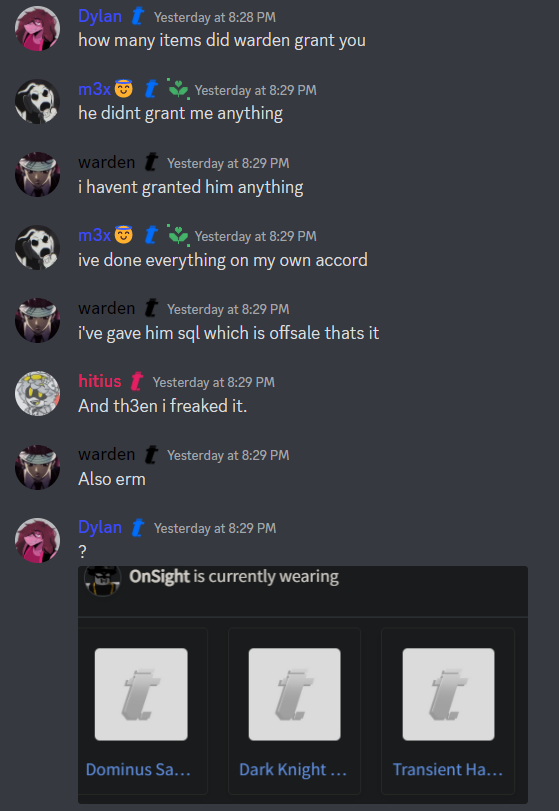 Dylan Yesterday at 8:28 PM
how many items did warden grant you
m3x😇 Yesterday at 8:29 PM
he didnt grant me anything
warden Yesterday at 8:29 PM
i havent granted him anything
m3x😇 Yesterday at 8:29 PM
ive done everything on my own accord
warden Yesterday at 8:29 PM
i've gave him sql which is offsale thats it
hitius Yesterday at 8:29 PM
And th3en i freaked it.
warden Yesterday at 8:29 PM
Also erm
Dylan Yesterday at 8:29 PM
?
OnSight is currently wearing
Dominus Sa... Dark Knight ... Transient Ha...